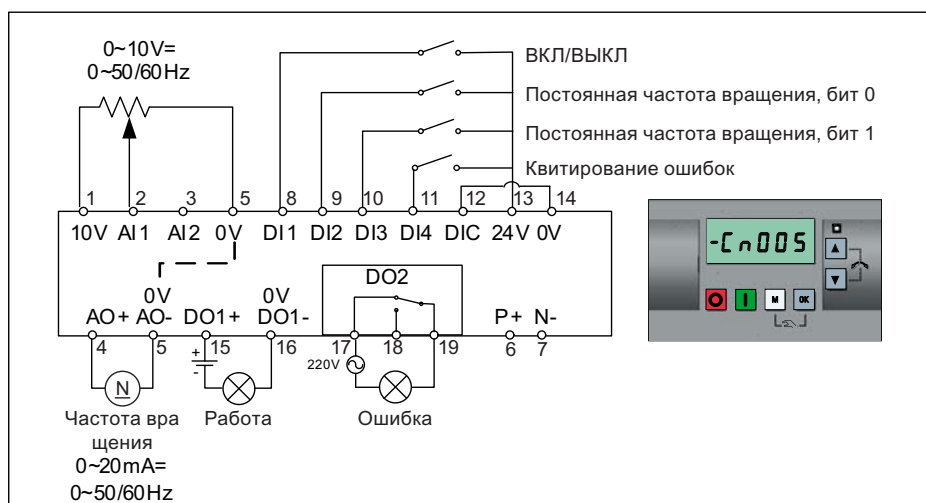 0~10V=
0~50/60Hz
ВКЛ/ВЫКЛ
Постоянная частота вращения, бит 0
Постоянная частота вращения, бит 1
Квитирование ошибок
1 2 3 5 8 9 10 11 12 13 14
10V AI1 AI2 0V DI1 DI2 DI3 DI4 DIC 24V 0V
-Cn005
M OK
DO2
0V 0V
AO+ AO- DO1+ DO1- P+ N-
4 5 15 16 17 18 19 6 7
+
-
220V
N
Частота вра
щения
0~20mA=
0~50/60Hz
Работа
Ошибка